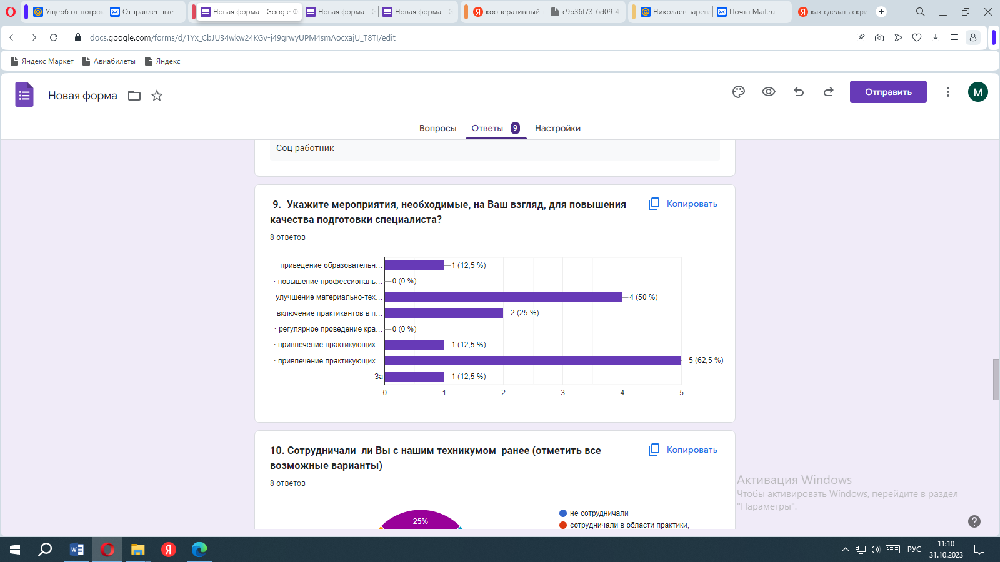 Ущерб от погро
Отправленные -
Новая форма - Google Ф
Новая форма - G
Новая форма - G
кооперативный
c9b36f73-6d09-4
Николаев зареги
Почта Mail.ru
как сделать скри
docs.google.com/forms/d/1Yx_CbJU34wkw24KGv-j49grwyUPM4smAocxajU_T8TI/edit
Яндекс Маркет
Авиабилеты
Яндекс
Новая форма
Отправить
М
Вопросы
Ответы 9
Настройки
Соц работник
9. Укажите мероприятия, необходимые, на Ваш взгляд, для повышения
качества подготовки специалиста?
Копировать
8 ответов
· приведение образовательн... 1 (12,5 %)
· повышение профессиональ... 0 (0 %)
· улучшение материально-тех... 4 (50 %)
· включение практикантов в п... 2 (25 %)
· регулярное проведение кра... 0 (0 %)
· привлечение практикующих... 1 (12,5 %)
· привлечение практикующих... 5 (62,5 %)
За 1 (12,5 %)
0 1 2 3 4 5
10. Сотрудничали ли Вы с нашим техникумом ранее (отметить все
возможные варианты)
Копировать
8 ответов
25%
не сотрудничали
сотрудничали в области практики,
Активация Windows
Чтобы активировать Windows, перейдите в раздел
"Параметры".
РУС
11:10
31.10.2023